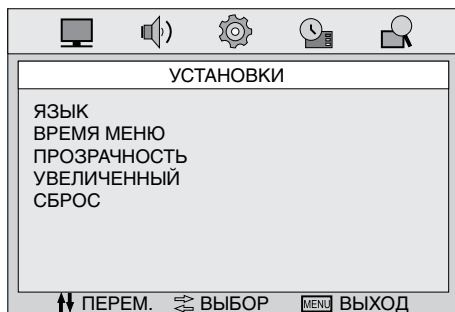 УСТАНОВКИ
ЯЗЫК
ВРЕМЯ МЕНЮ
ПРОЗРАЧНОСТЬ
УВЕЛИЧЕННЫЙ
СБРОС
ПЕРЕМ. ВЫБОР MENU ВЫХОД